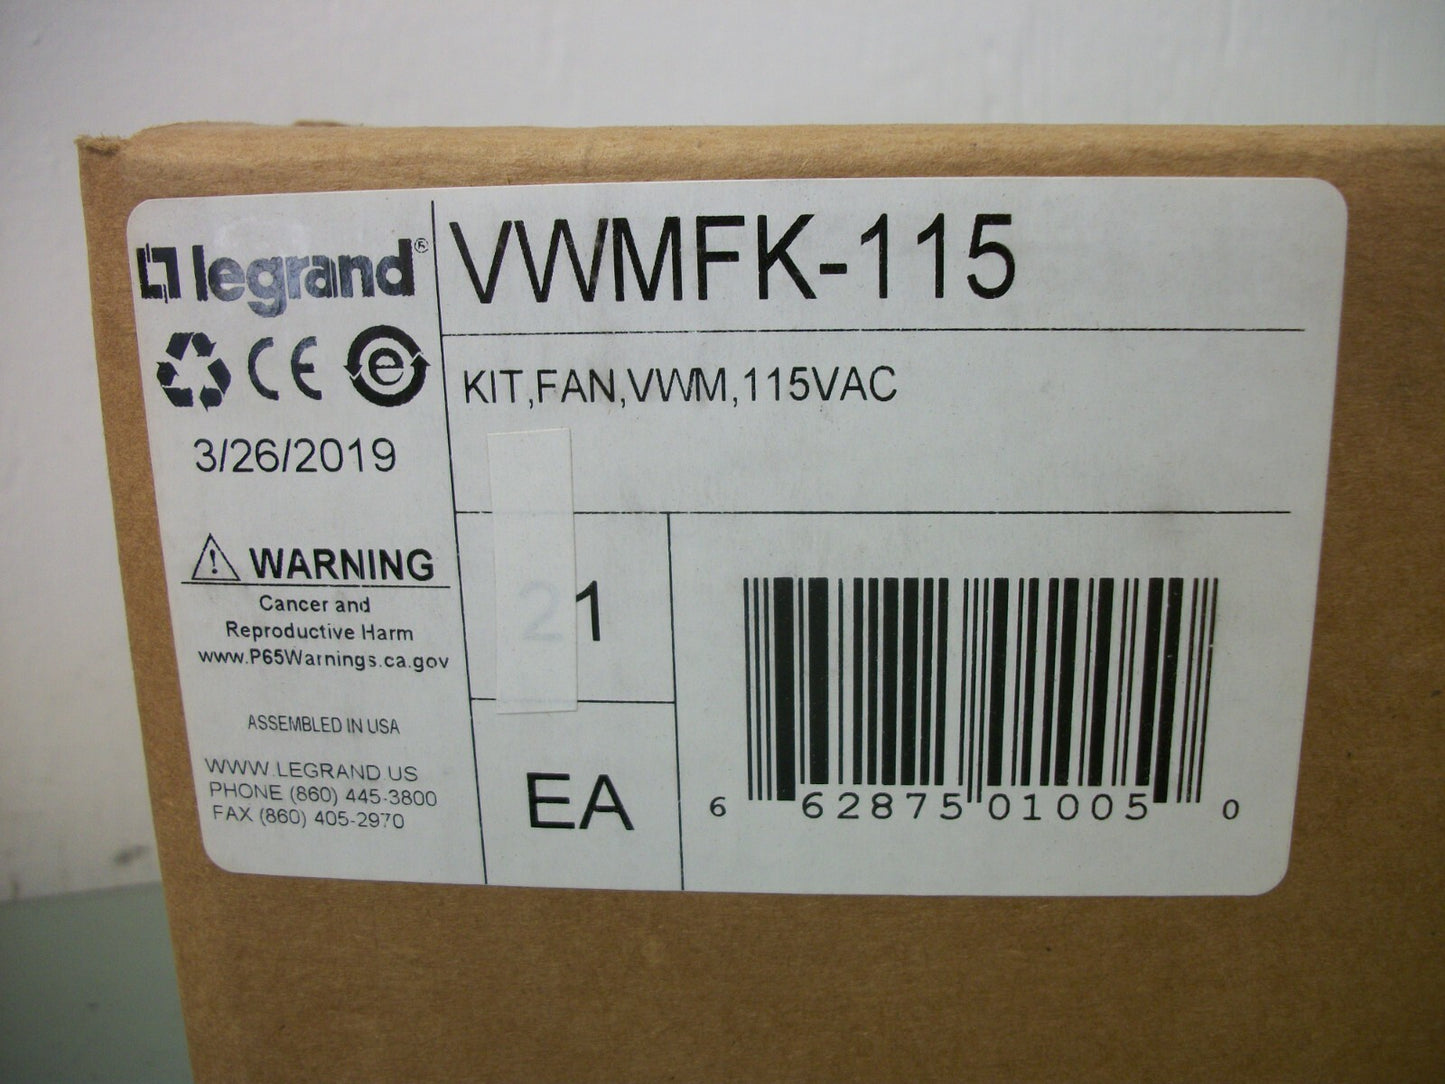 legrand®
CE
e
3/26/2019
WARNING
Cancer and
Reproductive Harm
www.P65Warnings.ca.gov
ASSEMBLED IN USA
WWW.LEGRAND.US
PHONE (860) 445-3800
FAX (860) 405-2970
VWMFK-115
KIT,FAN,VWM,115VAC
21
EA
6 62875 01005 0